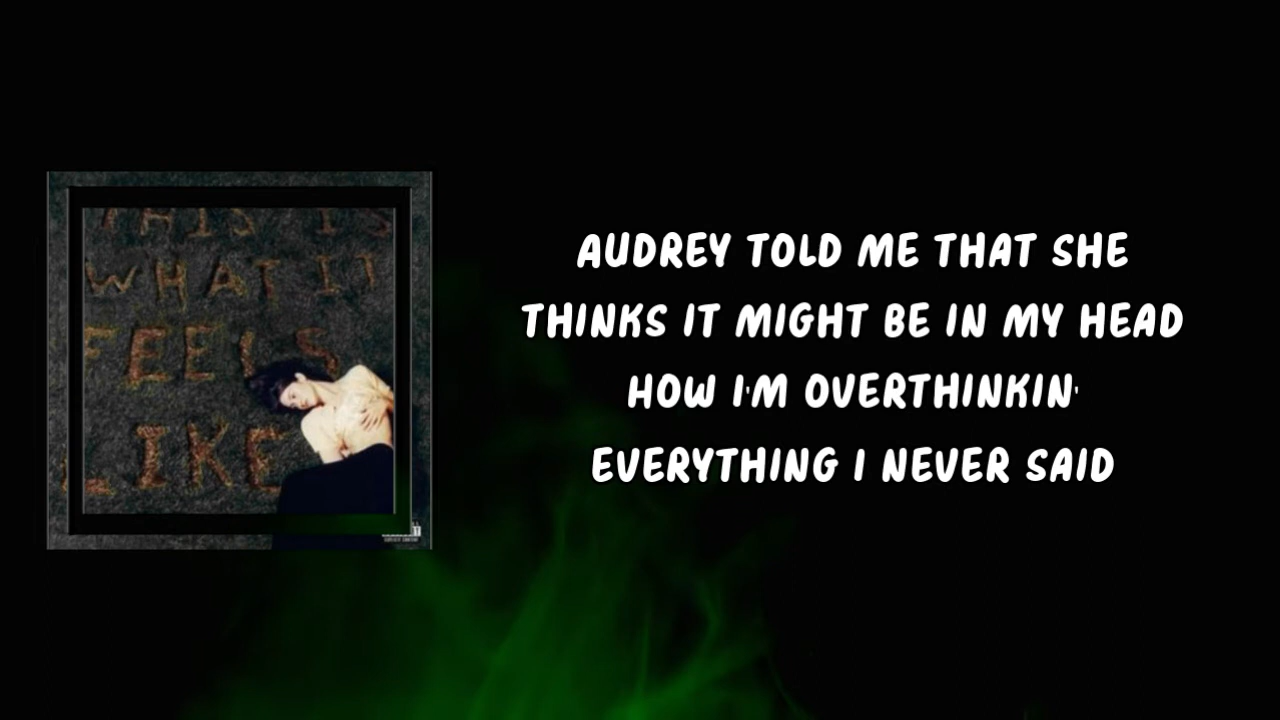 THIS IS
WHAT IT
FEELS
LIKE
AUDREY TOLD ME THAT SHE
THINKS IT MIGHT BE IN MY HEAD
HOW I'M OVERTHINKIN'
EVERYTHING I NEVER SAID